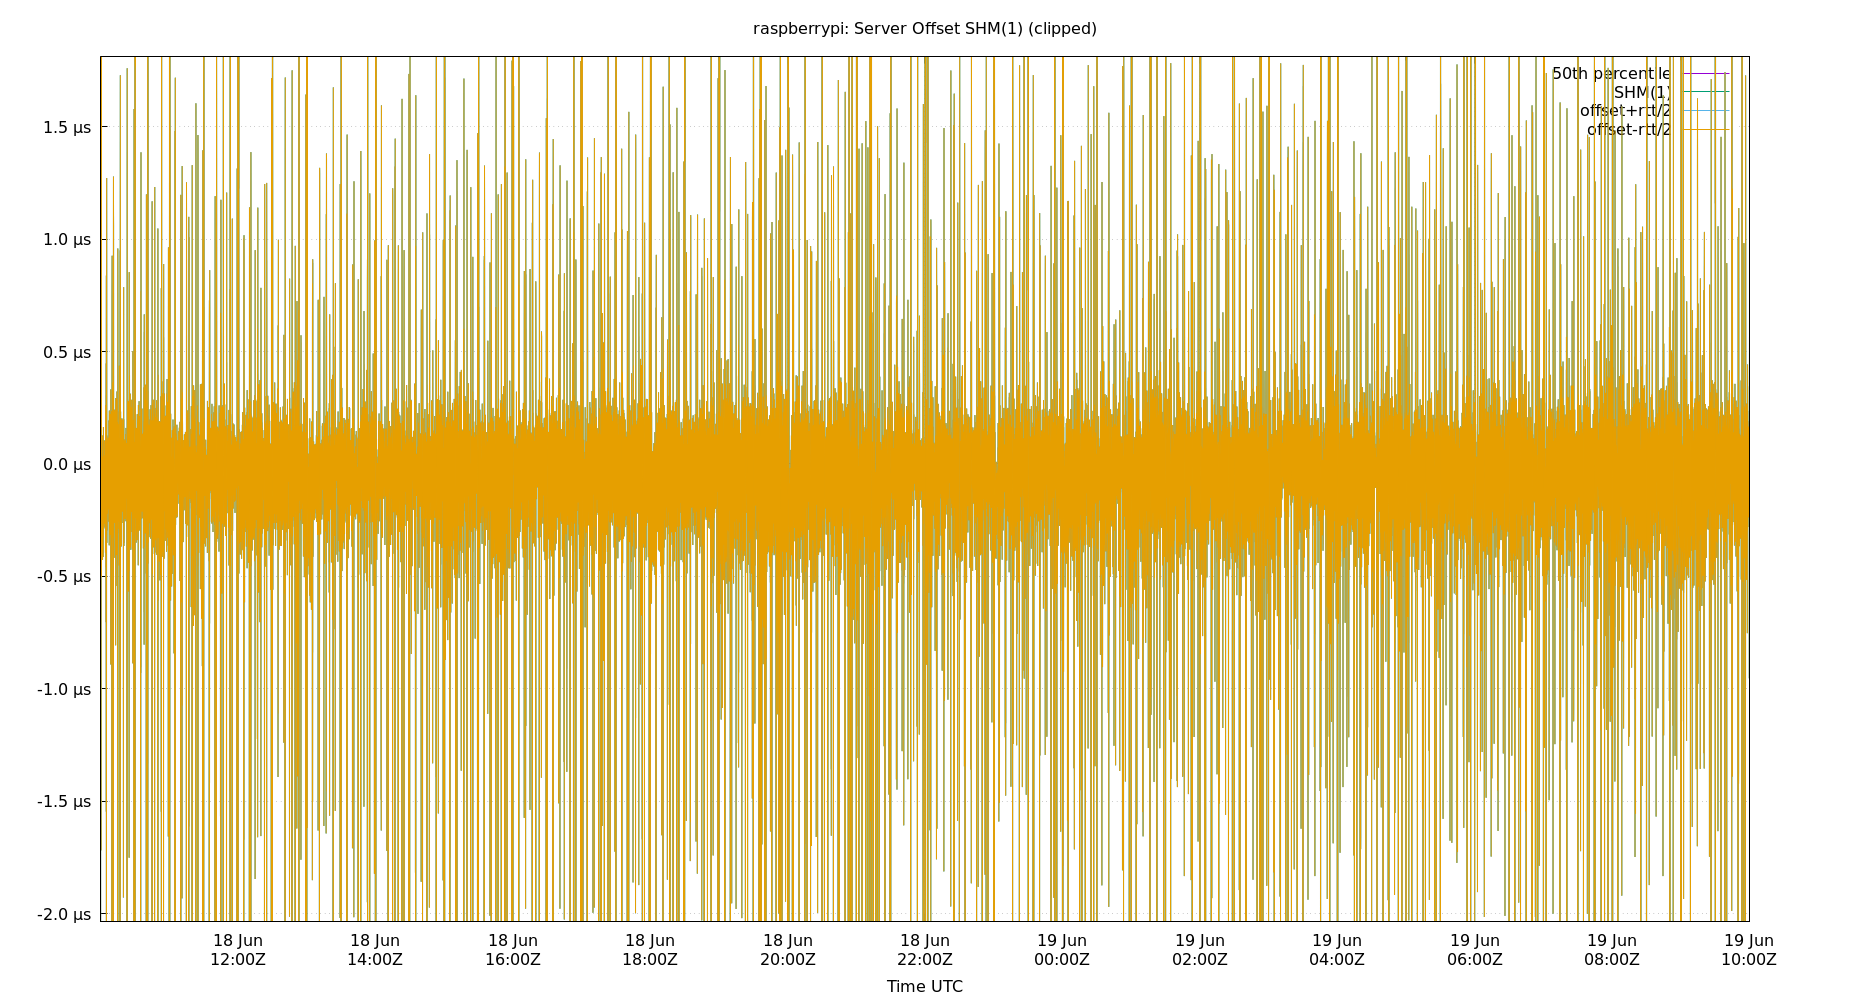 raspberrypi: Server Offset SHM(1) (clipped)
50th percentile
SHM(1)
offset+rtt/2
offset-rtt/2
1.5 µs
1.0 µs
0.5 µs
0.0 µs
-0.5 µs
-1.0 µs
-1.5 µs
-2.0 µs
18 Jun 18 Jun 18 Jun 18 Jun 18 Jun 18 Jun 19 Jun 19 Jun 19 Jun 19 Jun 19 Jun 19 Jun
12:00Z 14:00Z 16:00Z 18:00Z 20:00Z 22:00Z 00:00Z 02:00Z 04:00Z 06:00Z 08:00Z 10:00Z
Time UTC